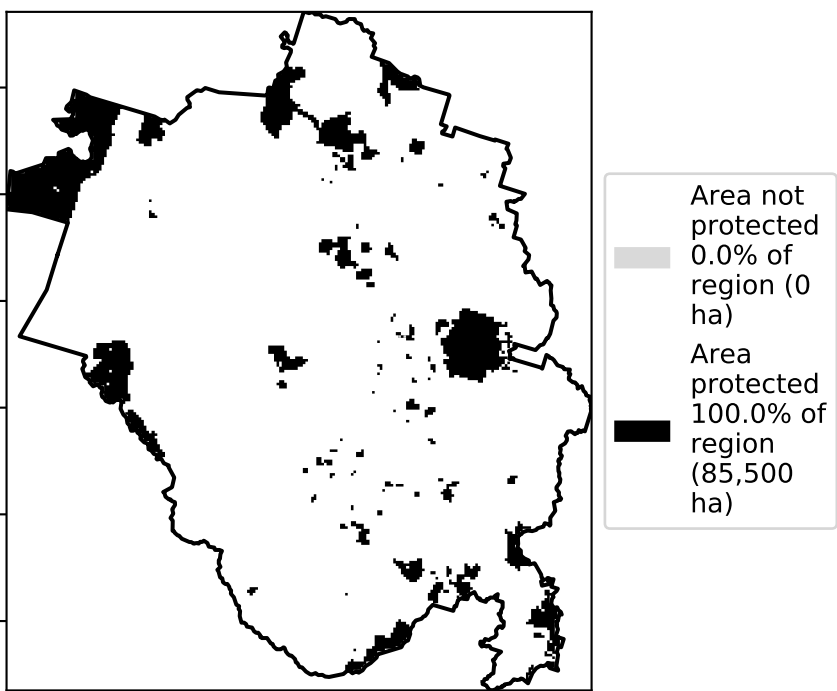 Area not
protected
0.0% of
region (0
ha)
Area
protected
100.0% of
region
(85,500
ha)